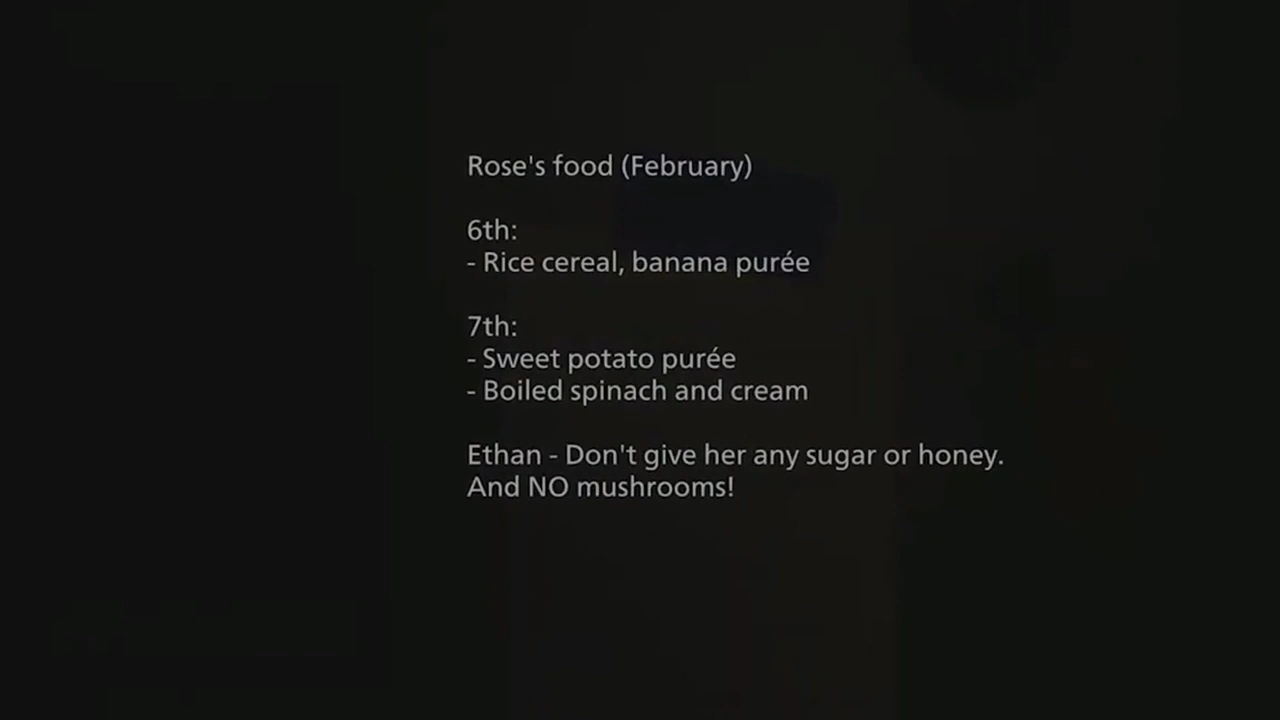 Rose's food (February)
6th:
- Rice cereal, banana purée
7th:
- Sweet potato purée
- Boiled spinach and cream
Ethan - Don't give her any sugar or honey.
And NO mushrooms!